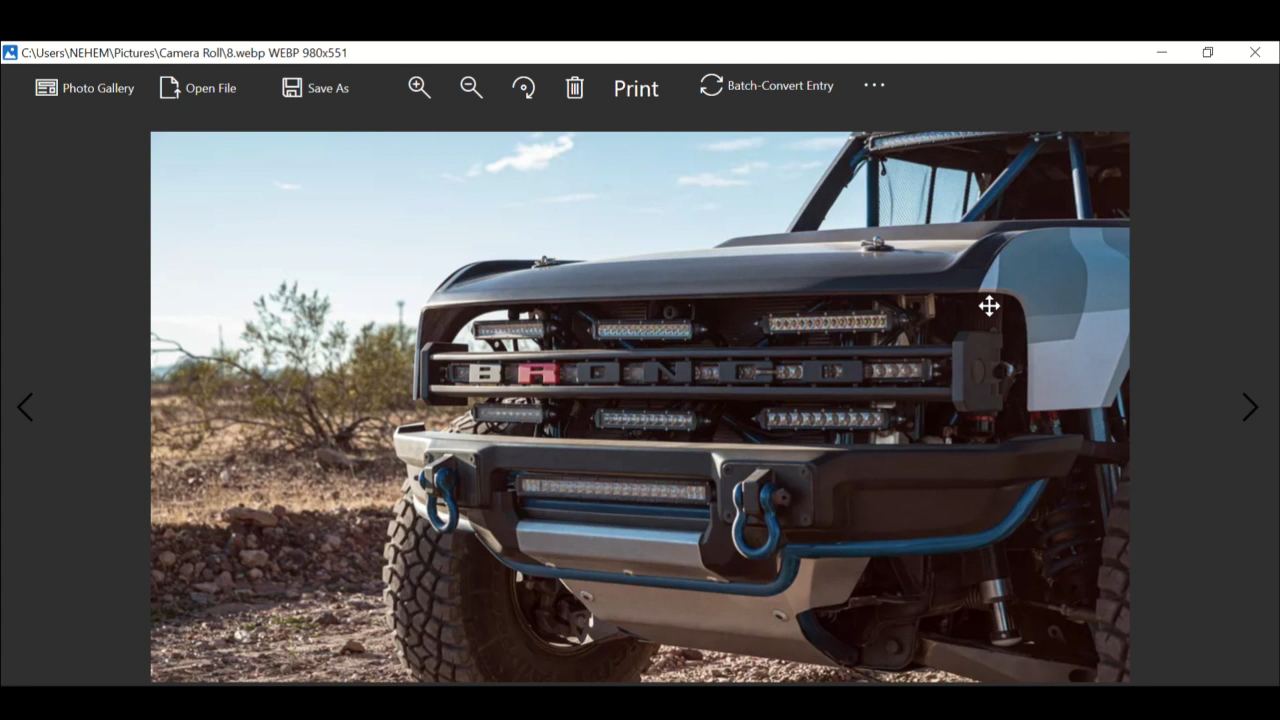 C:\Users\NEHEM\Pictures\Camera Roll\8.webp WEBP 980x551
Photo Gallery
Open File
Save As
Print
Batch-Convert Entry
BRONCO